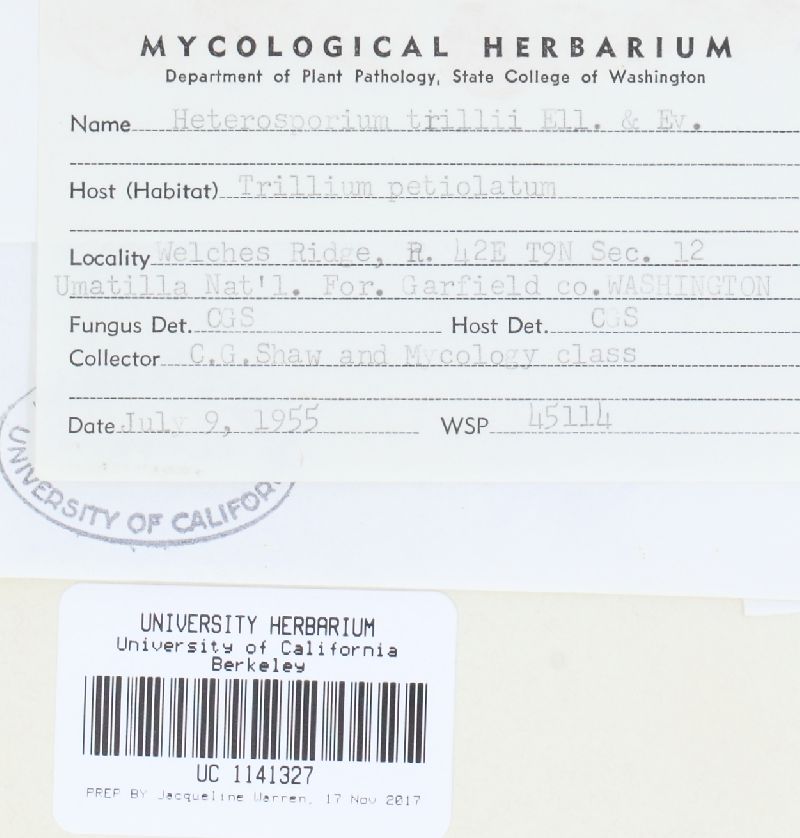 MYCOLOGICAL HERBARIUM
Department of Plant Pathology, State College of Washington
Name Heterosporium trillii Ell. & Ev.
Host (Habitat) Trillium petiolatum
Locality Welches Ridge, R. 42E T9N Sec. 12
Umatilla Nat'l. For. Garfield co. WASHINGTON
Fungus Det. CGS Host Det. CGS
Collector C.G.Shaw and Mycology class
Date July 9, 1955 WSP 45114
UNIVERSITY OF CALIFOR
UNIVERSITY HERBARIUM
University of California
Berkeley
UC 1141327
PREP BY Jacqueline Warren, 17 Nov 2017